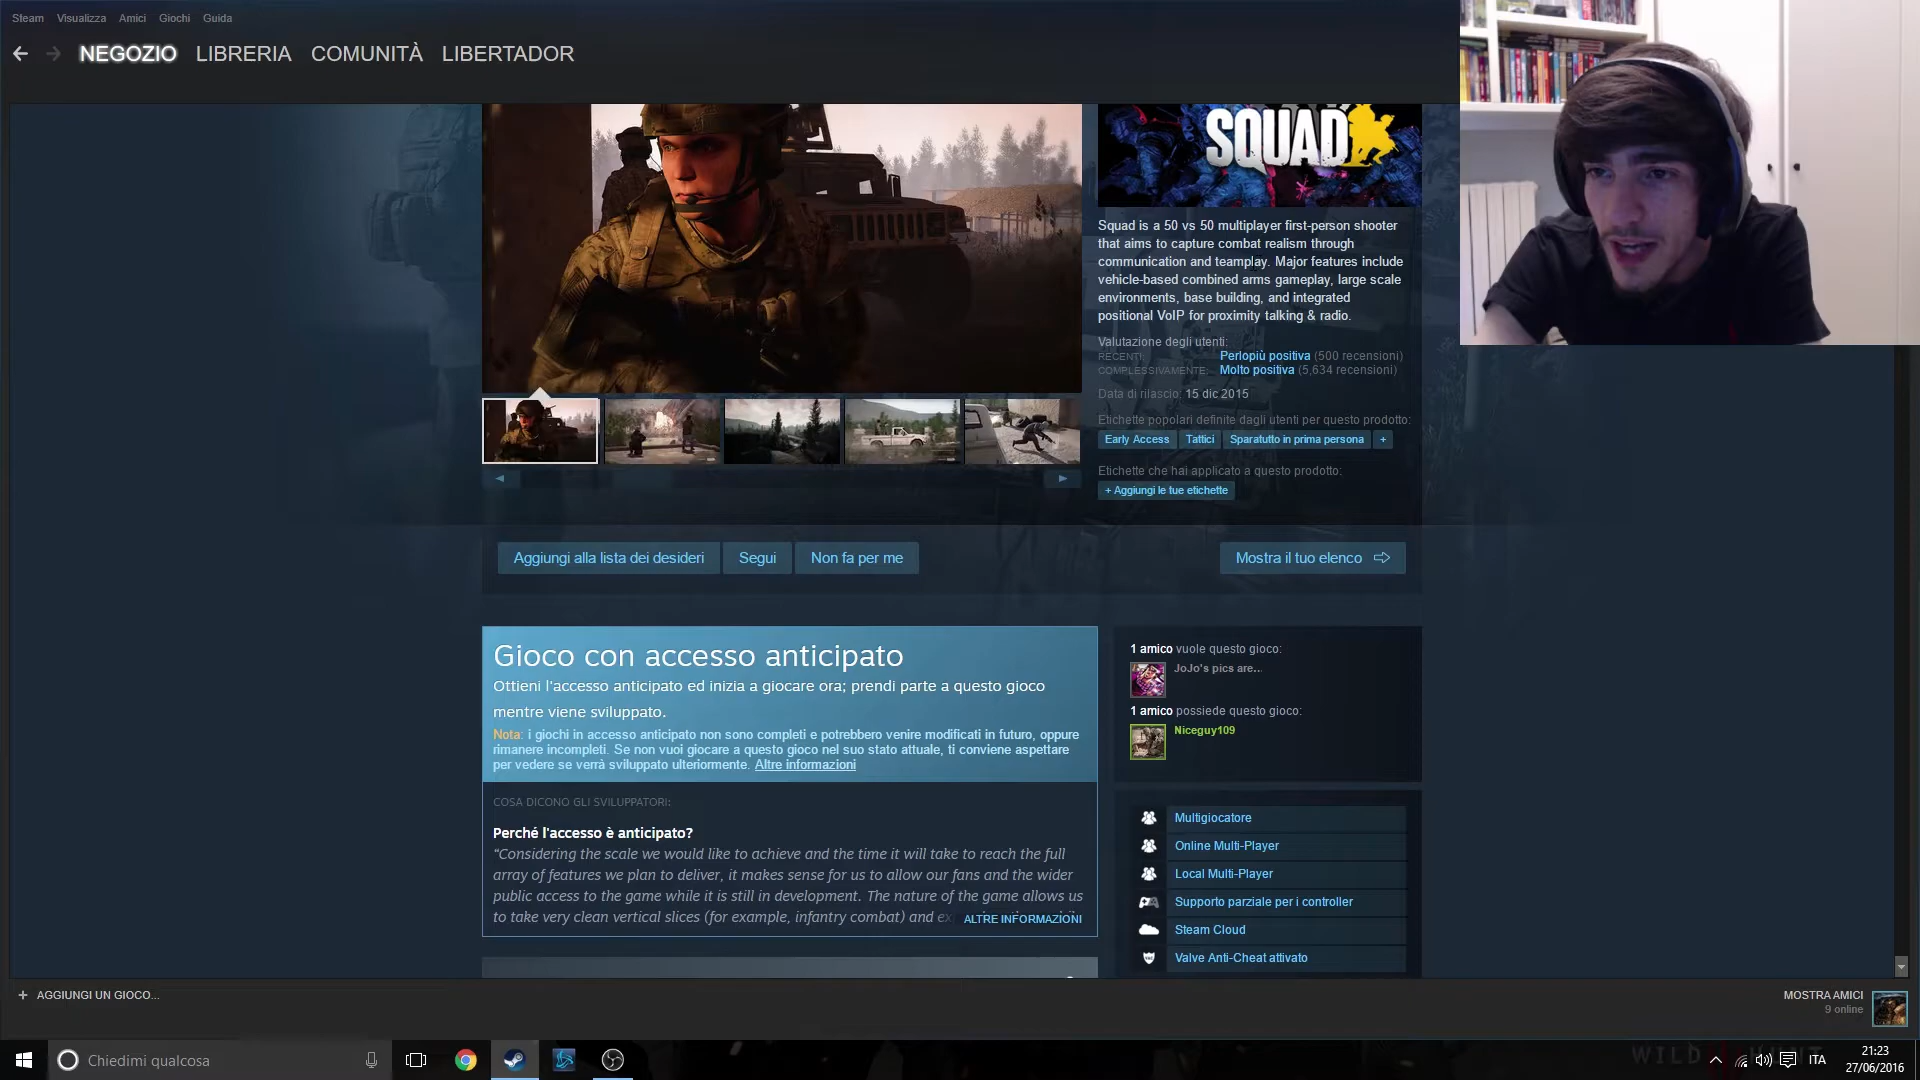 Steam Visualizza Amici Giochi Guida
NEGOZIO LIBRERIA COMUNITÀ LIBERTADOR
SQUAD
Squad is a 50 vs 50 multiplayer first-person shooter
that aims to capture combat realism through
communication and teamplay. Major features include
vehicle-based combined arms gameplay, large scale
environments, base building, and integrated
positional VoIP for proximity talking & radio.
Valutazione degli utenti:
RECENTI: Perlopiù positiva (500 recensioni)
COMPLESSIVAMENTE: Molto positiva (5,634 recensioni)
Data di rilascio: 15 dic 2015
Etichette popolari definite dagli utenti per questo prodotto:
Early Access Tattici Sparatutto in prima persona +
Etichette che hai applicato a questo prodotto:
+ Aggiungi le tue etichette
Aggiungi alla lista dei desideri Segui Non fa per me Mostra il tuo elenco
Gioco con accesso anticipato
Ottieni l'accesso anticipato ed inizia a giocare ora; prendi parte a questo gioco
mentre viene sviluppato.
Nota: i giochi in accesso anticipato non sono completi e potrebbero venire modificati in futuro, oppure
rimanere incompleti. Se non vuoi giocare a questo gioco nel suo stato attuale, ti conviene aspettare
per vedere se verrà sviluppato ulteriormente. Altre informazioni
COSA DICONO GLI SVILUPPATORI:
Perché l'accesso è anticipato?
“Considering the scale we would like to achieve and the time it will take to reach the full
array of features we plan to deliver, it makes sense for us to allow our fans and the wider
public access to the game while it is still in development. The nature of the game allows us
to take very clean vertical slices (for example, infantry combat) and ALTRE INFORMAZIONI
1 amico vuole questo gioco:
JoJo's pics are...
1 amico possiede questo gioco:
Niceguy109
Multigiocatore
Online Multi-Player
Local Multi-Player
Supporto parziale per i controller
Steam Cloud
Valve Anti-Cheat attivato
+ AGGIUNGI UN GIOCO...
MOSTRA AMICI
9 online
Chiedimi qualcosa
WILD HUNT
ITA
21:23
27/06/2016